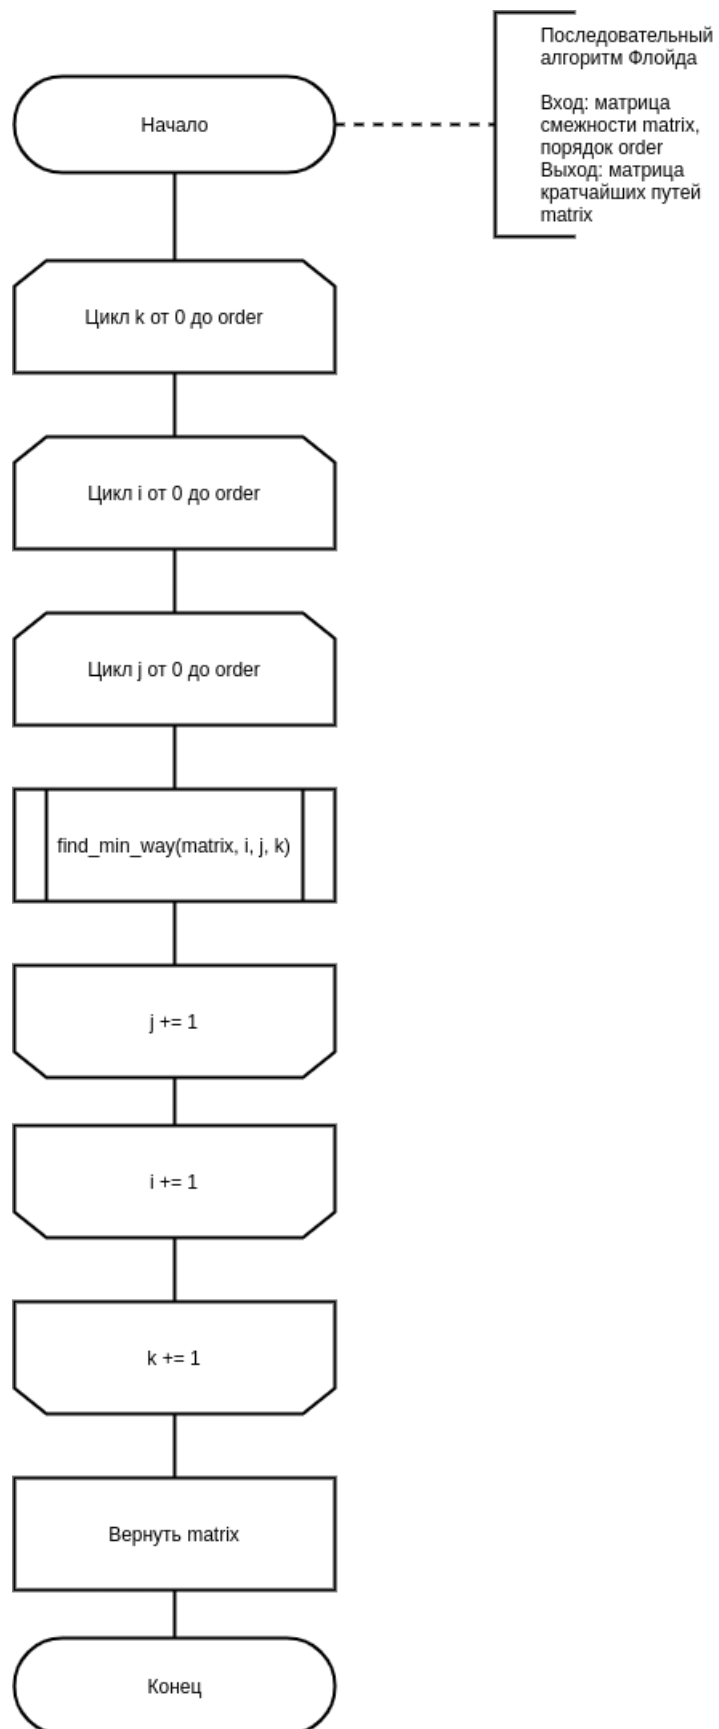 Последовательный
алгоритм Флойда
Вход: матрица
смежности matrix,
порядок order
Выход: матрица
кратчайших путей
matrix
Начало
Цикл k от 0 до order
Цикл i от 0 до order
Цикл j от 0 до order
find_min_way(matrix, i, j, k)
j += 1
i += 1
k += 1
Вернуть matrix
Конец